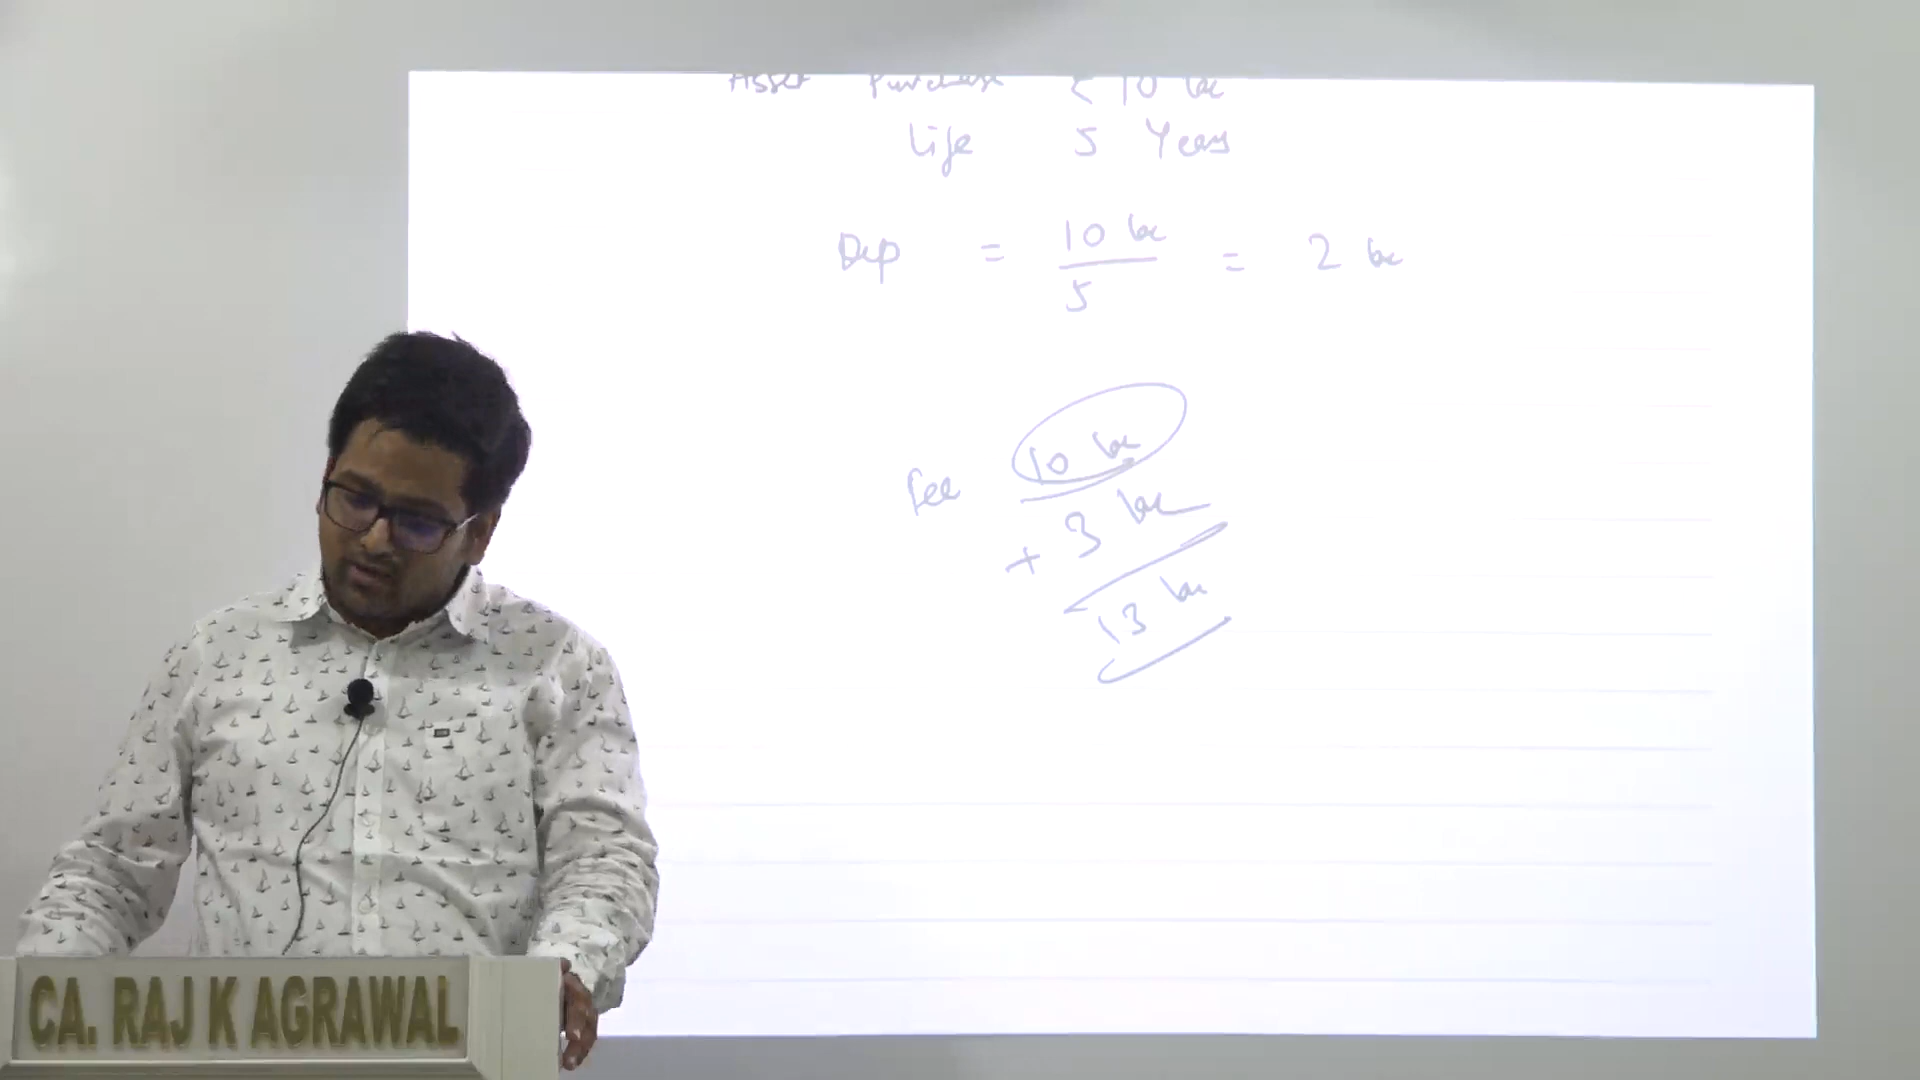 Asset Purchase ₹ 10 lac
Life 5 Years
Dep = 10 lac / 5 = 2 lac
Fee 10 lac
+ 3 lac
13 lac
CA. RAJ K AGRAWAL